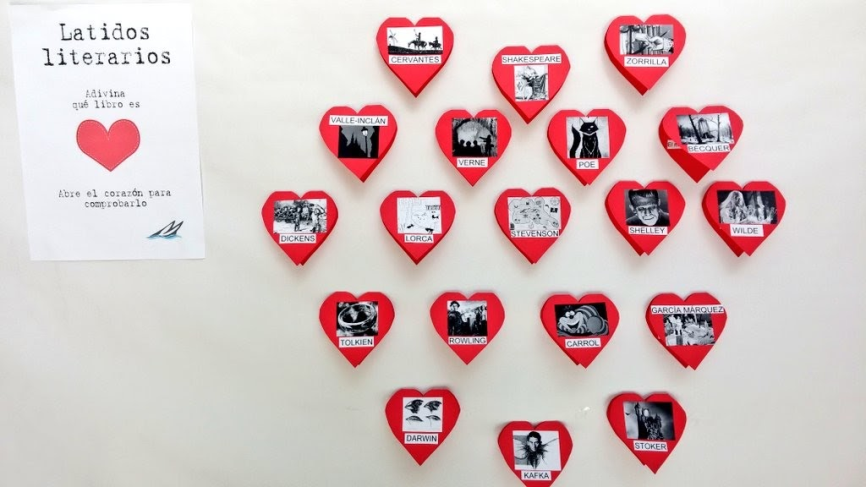 Latidos
literarios
Adivina
qué libro es
Abre el corazón para
comprobarlo
CERVANTES
SHAKESPEARE
ZORRILLA
VALLE-INCLÁN
VERNE
POE
BECQUER
DICKENS
LORCA
STEVENSON
SHELLEY
WILDE
TOLKIEN
ROWLING
CARROL
GARCÍA MÁRQUEZ
DARWIN
KAFKA
STOKER